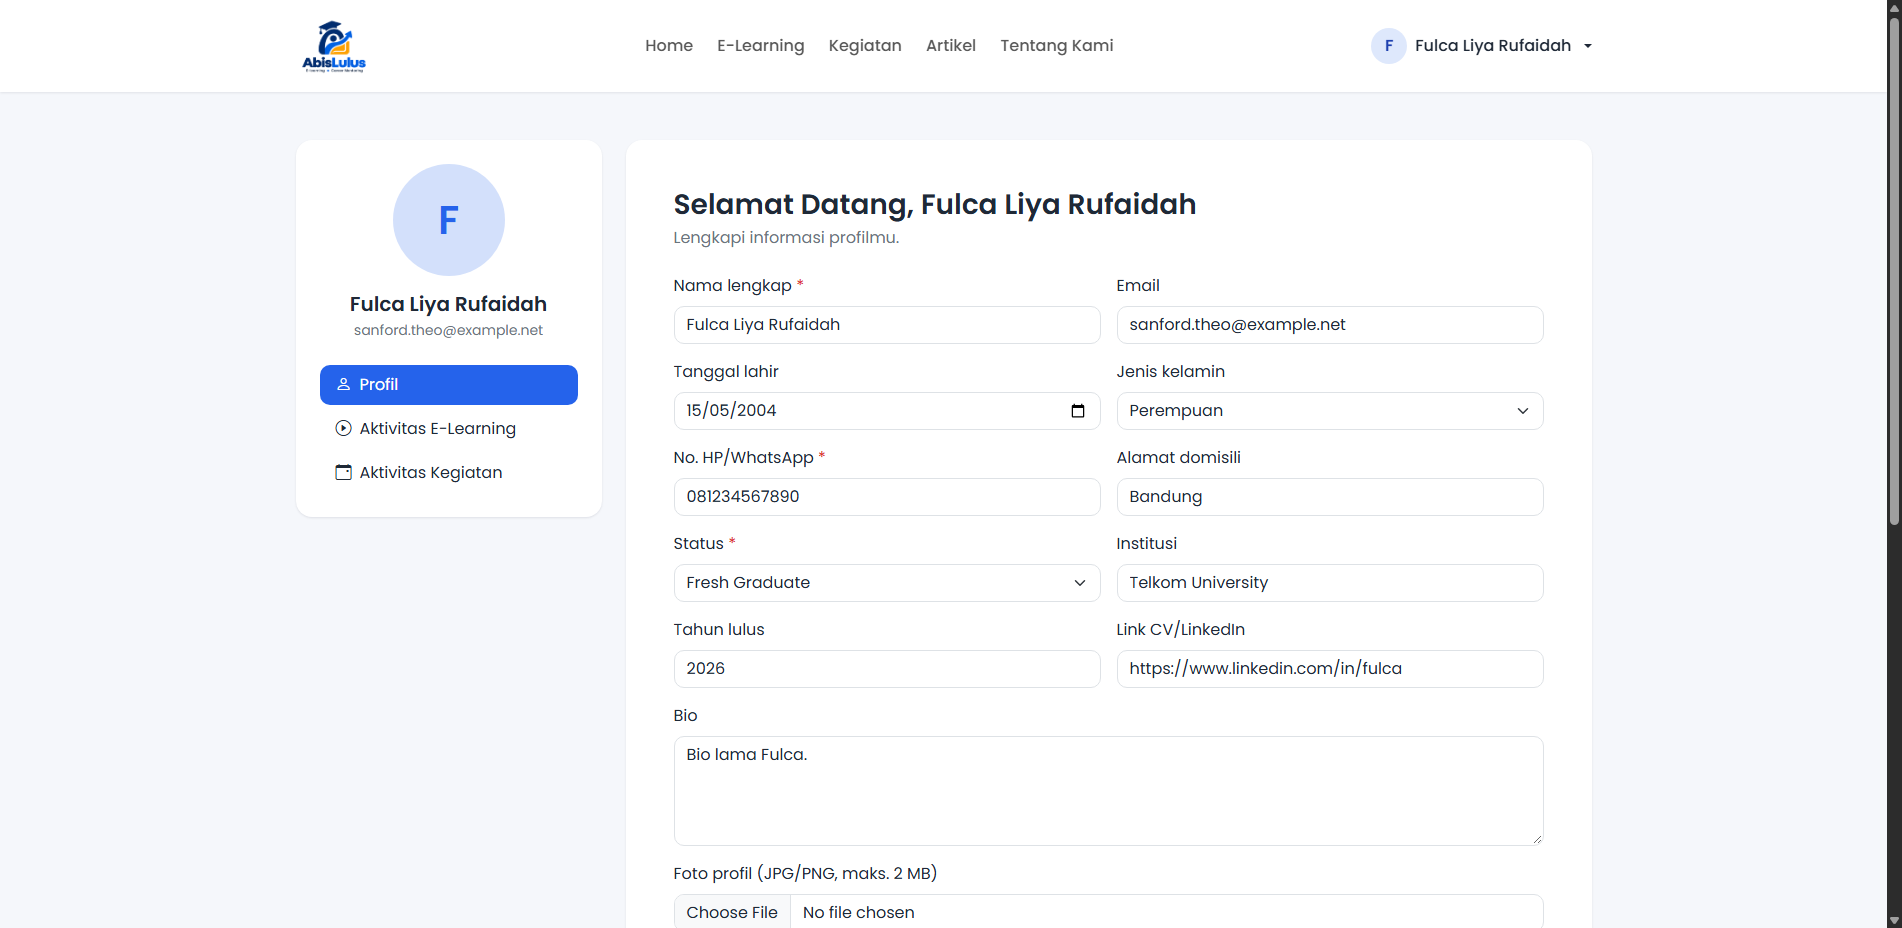 AbisLulus
Home
E-Learning
Kegiatan
Artikel
Tentang Kami
F
Fulca Liya Rufaidah
F
Fulca Liya Rufaidah
sanford.theo@example.net
Profil
Aktivitas E-Learning
Aktivitas Kegiatan
Selamat Datang, Fulca Liya Rufaidah
Lengkapi informasi profilmu.
Nama lengkap *
Fulca Liya Rufaidah
Email
sanford.theo@example.net
Tanggal lahir
15/05/2004
Jenis kelamin
Perempuan
No. HP/WhatsApp *
081234567890
Alamat domisili
Bandung
Status *
Fresh Graduate
Institusi
Telkom University
Tahun lulus
2026
Link CV/LinkedIn
https://www.linkedin.com/in/fulca
Bio
Bio lama Fulca.
Foto profil (JPG/PNG, maks. 2 MB)
Choose File
No file chosen